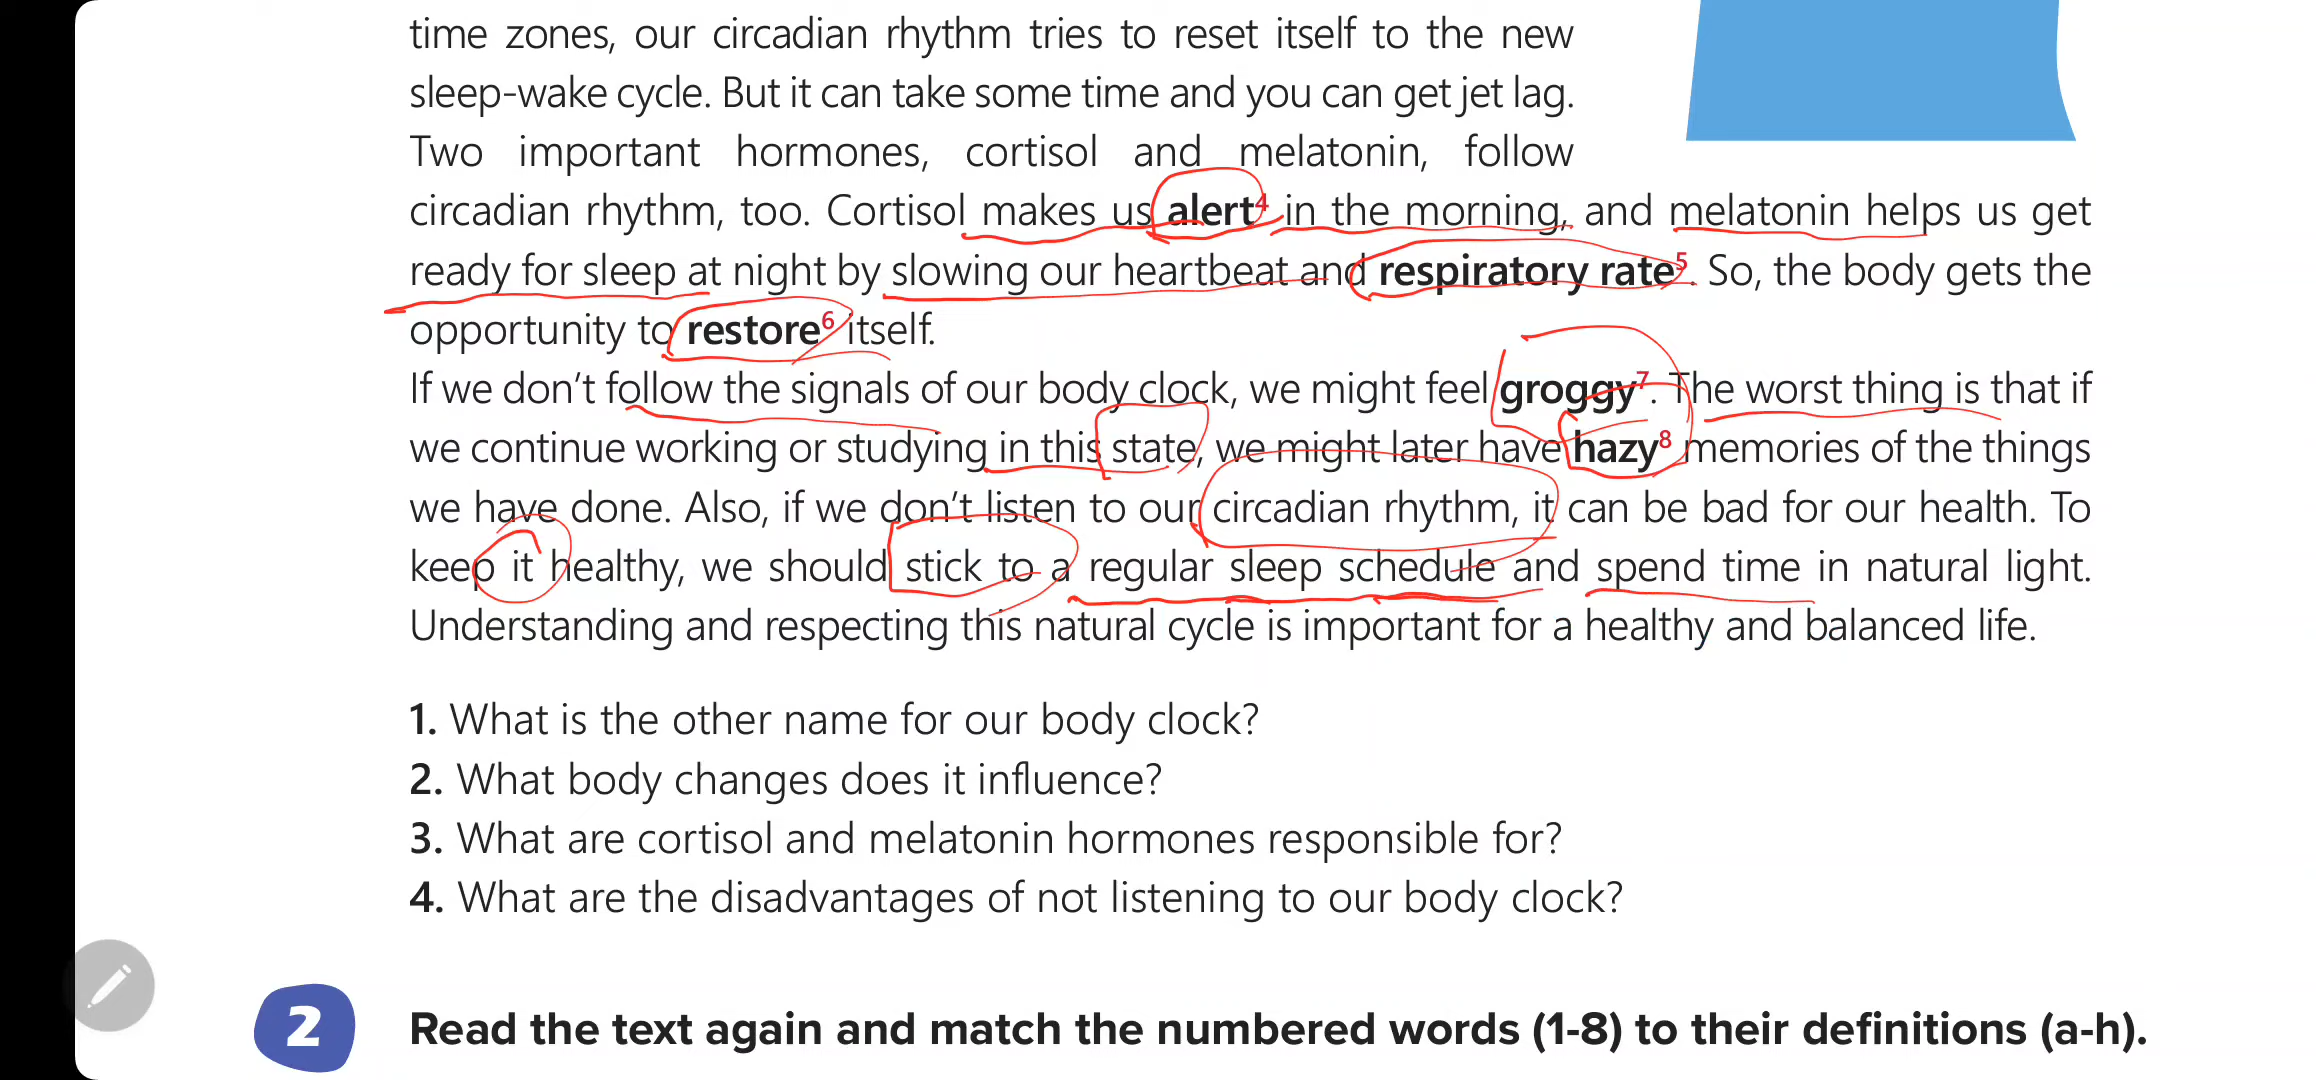 time zones, our circadian rhythm tries to reset itself to the new
sleep-wake cycle. But it can take some time and you can get jet lag.
Two important hormones, cortisol and melatonin, follow
circadian rhythm, too. Cortisol makes us alert4 in the morning, and melatonin helps us get
ready for sleep at night by slowing our heartbeat and respiratory rate5. So, the body gets the
opportunity to restore6 itself.
If we don't follow the signals of our body clock, we might feel groggy7. The worst thing is that if
we continue working or studying in this state, we might later have hazy8 memories of the things
we have done. Also, if we don't listen to our circadian rhythm, it can be bad for our health. To
keep it healthy, we should stick to a regular sleep schedule and spend time in natural light.
Understanding and respecting this natural cycle is important for a healthy and balanced life.
1. What is the other name for our body clock?
2. What body changes does it influence?
3. What are cortisol and melatonin hormones responsible for?
4. What are the disadvantages of not listening to our body clock?
2 Read the text again and match the numbered words (1-8) to their definitions (a-h).